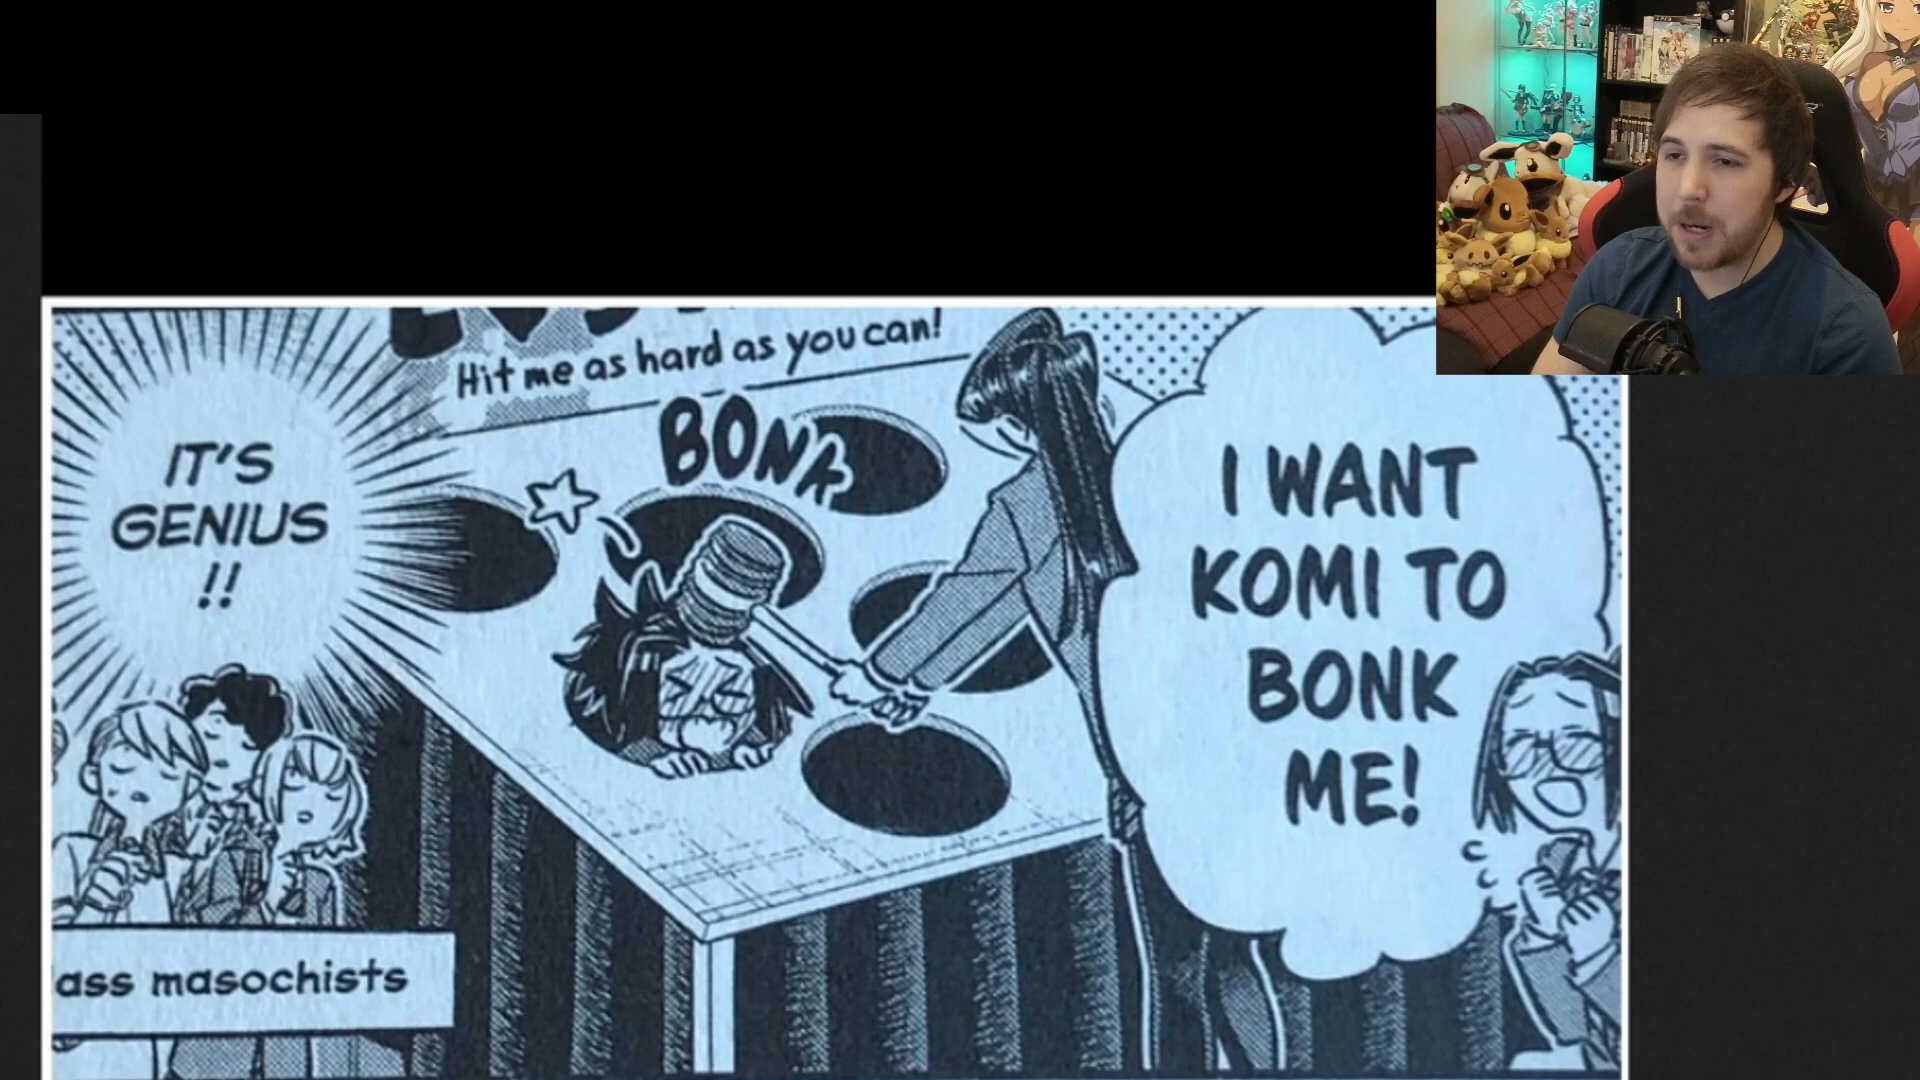 Hit me as hard as you can!
BONK
IT'S
GENIUS
!!
I WANT
KOMI TO
BONK
ME!
ass masochists